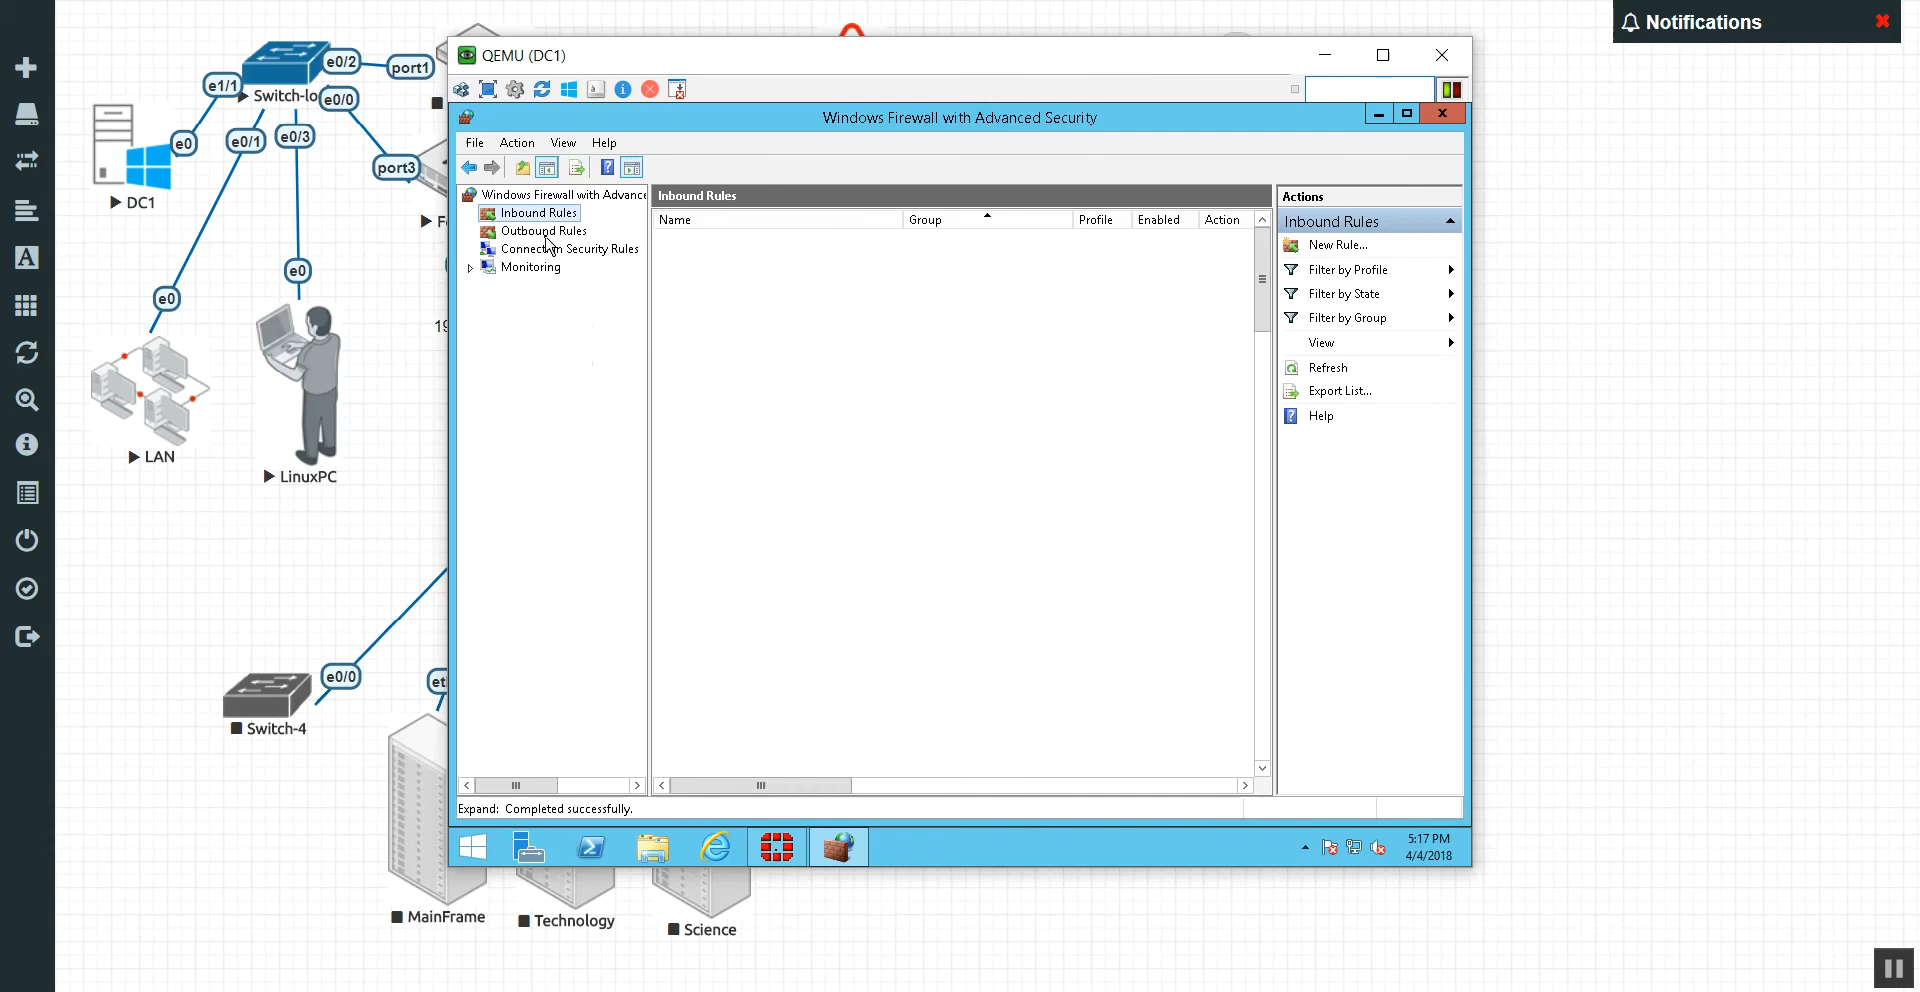 Notifications
QEMU (DC1)
e0/2
port1
e1/1
Switch-lo
e0/0
e0
e0/1
e0/3
port3
DC1
e0
e0
19
LAN
LinuxPC
e0/0
et
Switch-4
MainFrame
Technology
Science
Windows Firewall with Advanced Security
File Action View Help
Windows Firewall with Advance
Inbound Rules
Outbound Rules
Connection Security Rules
Monitoring
Inbound Rules
Name Group Profile Enabled Action
Actions
Inbound Rules
New Rule...
Filter by Profile
Filter by State
Filter by Group
View
Refresh
Export List...
Help
Expand: Completed successfully.
5:17 PM
4/4/2018